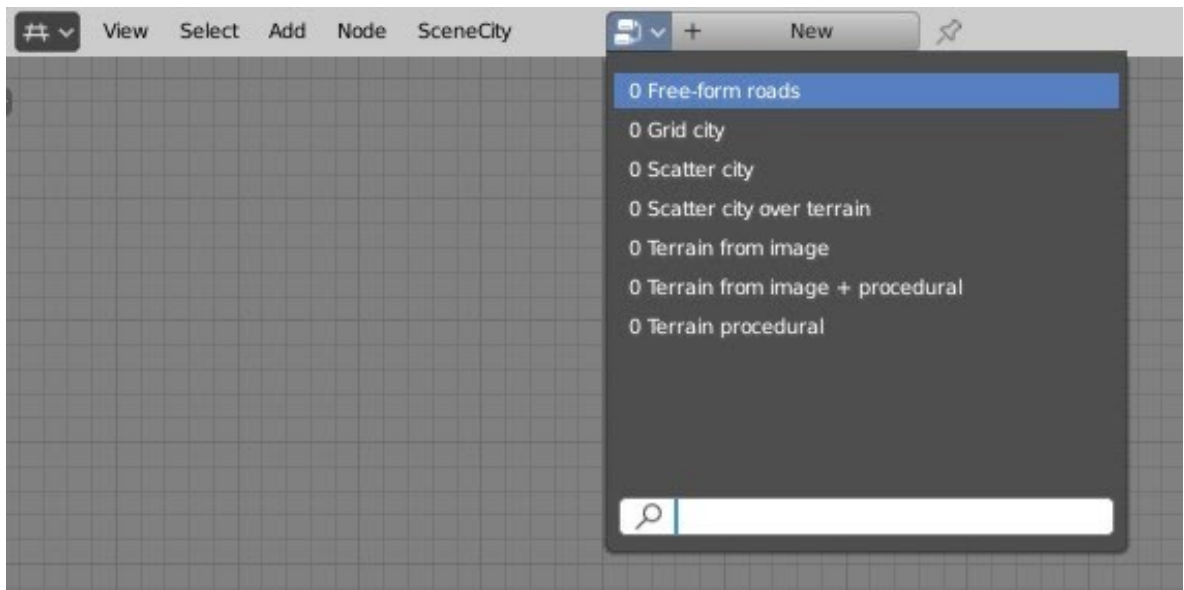 View Select Add Node SceneCity + New
0 Free-form roads
0 Grid city
0 Scatter city
0 Scatter city over terrain
0 Terrain from image
0 Terrain from image + procedural
0 Terrain procedural